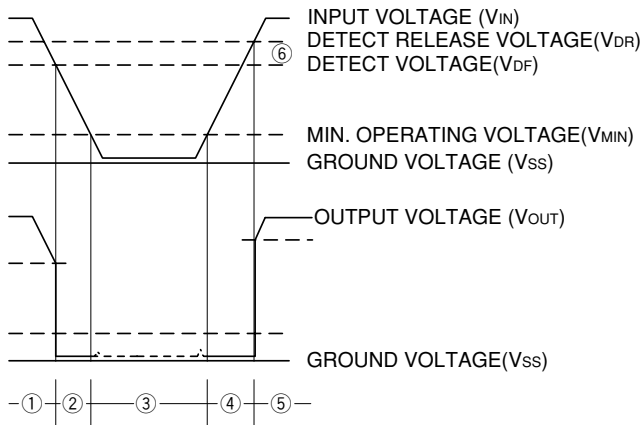 INPUT VOLTAGE (VIN)
DETECT RELEASE VOLTAGE(VDR)
⑥
DETECT VOLTAGE(VDF)
MIN. OPERATING VOLTAGE(VMIN)
GROUND VOLTAGE (VSS)
OUTPUT VOLTAGE (VOUT)
GROUND VOLTAGE(VSS)
① ② ③ ④ ⑤